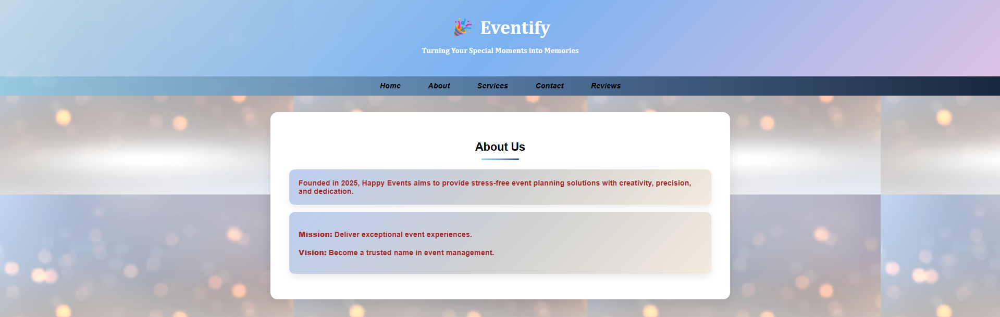 🎉 Eventify
Turning Your Special Moments into Memories
Home About Services Contact Reviews
About Us
Founded in 2025, Happy Events aims to provide stress-free event planning solutions with creativity, precision,
and dedication.
Mission: Deliver exceptional event experiences.
Vision: Become a trusted name in event management.